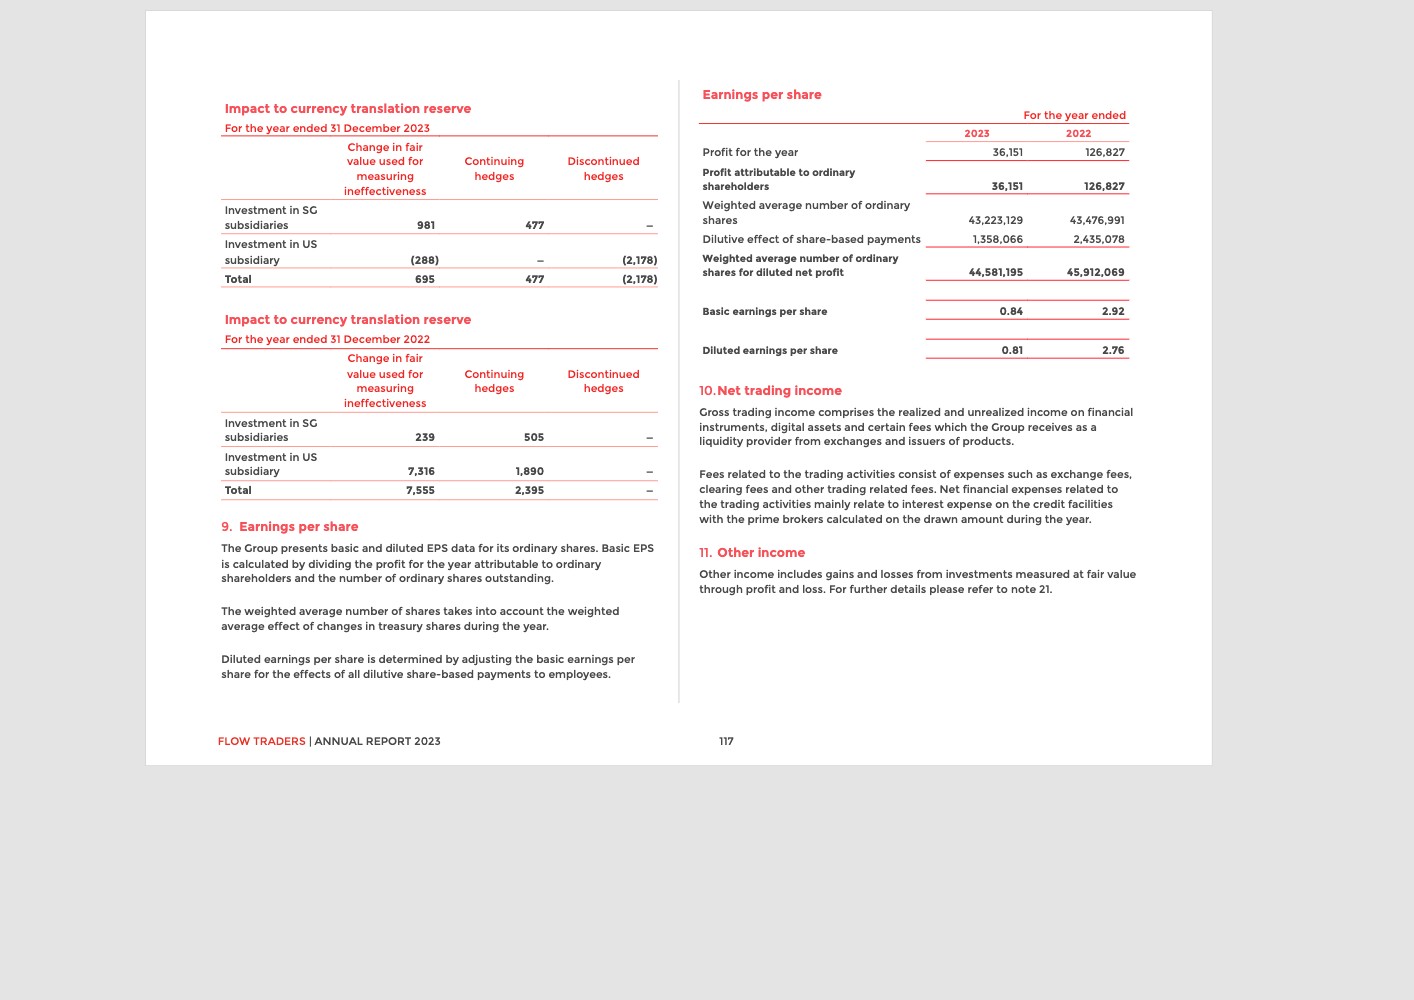 Impact to currency translation reserve
For the year ended 31 December 2023
Change in fair
value used for
measuring
ineffectiveness
Continuing
hedges
Discontinued
hedges
Investment in SG
subsidiaries 981 477 –
Investment in US
subsidiary (288) – (2,178)
Total 695 477 (2,178)
Impact to currency translation reserve
For the year ended 31 December 2022
Change in fair
value used for
measuring
ineffectiveness
Continuing
hedges
Discontinued
hedges
Investment in SG
subsidiaries 239 505 –
Investment in US
subsidiary 7,316 1,890 –
Total 7,555 2,395 –
9. Earnings per share
The Group presents basic and diluted EPS data for its ordinary shares. Basic EPS
is calculated by dividing the profit for the year attributable to ordinary
shareholders and the number of ordinary shares outstanding.
The weighted average number of shares takes into account the weighted
average effect of changes in treasury shares during the year.
Diluted earnings per share is determined by adjusting the basic earnings per
share for the effects of all dilutive share-based payments to employees.
Earnings per share
For the year ended
2023 2022
Profit for the year 36,151 126,827
Profit attributable to ordinary
shareholders 36,151 126,827
Weighted average number of ordinary
shares 43,223,129 43,476,991
Dilutive effect of share-based payments 1,358,066 2,435,078
Weighted average number of ordinary
shares for diluted net profit 44,581,195 45,912,069
Basic earnings per share 0.84 2.92
Diluted earnings per share 0.81 2.76
10.Net trading income
Gross trading income comprises the realized and unrealized income on financial
instruments, digital assets and certain fees which the Group receives as a
liquidity provider from exchanges and issuers of products.
Fees related to the trading activities consist of expenses such as exchange fees,
clearing fees and other trading related fees. Net financial expenses related to
the trading activities mainly relate to interest expense on the credit facilities
with the prime brokers calculated on the drawn amount during the year.
11. Other income
Other income includes gains and losses from investments measured at fair value
through profit and loss. For further details please refer to note 21.
FLOW TRADERS | ANNUAL REPORT 2023 117